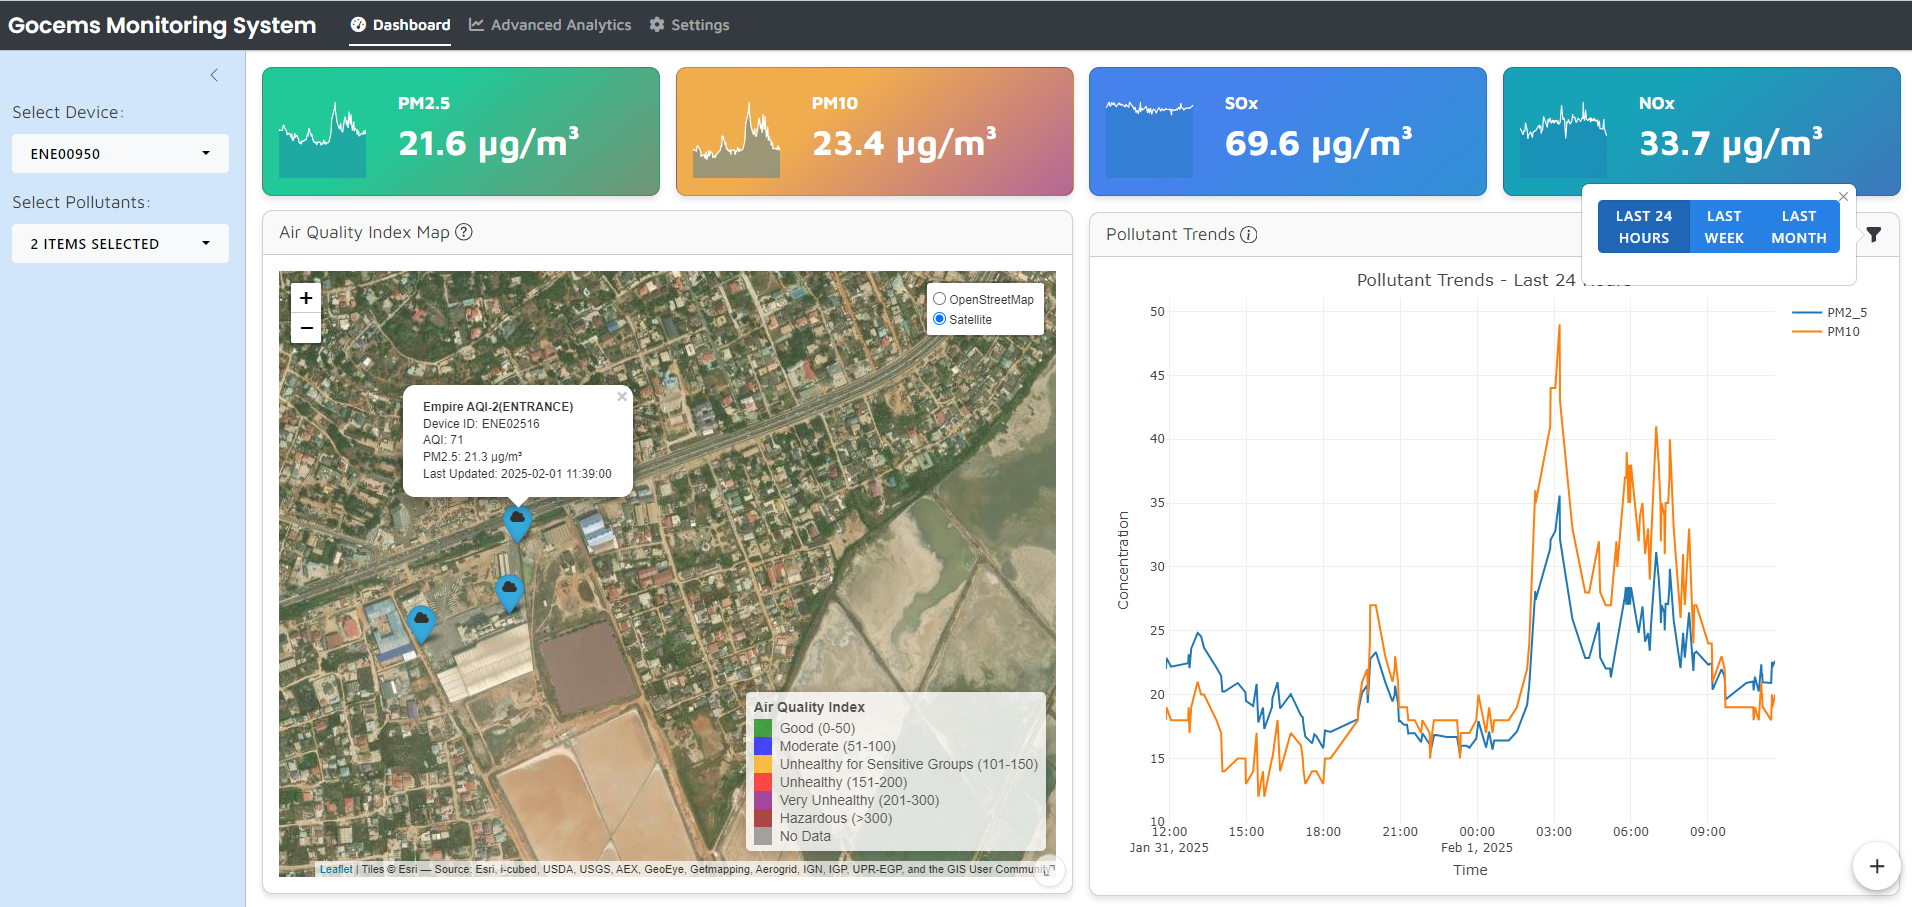 Gocems Monitoring System
Dashboard
Advanced Analytics
Settings
Select Device:
ENE00950
Select Pollutants:
2 ITEMS SELECTED
PM2.5
21.6 µg/m³
PM10
23.4 µg/m³
SOx
69.6 µg/m³
NOx
33.7 µg/m³
LAST 24
HOURS
LAST
WEEK
LAST
MONTH
Air Quality Index Map
+
−
OpenStreetMap
Satellite
Empire AQI-2(ENTRANCE)
Device ID: ENE02516
AQI: 71
PM2.5: 21.3 µg/m³
Last Updated: 2025-02-01 11:39:00
Air Quality Index
Good (0-50)
Moderate (51-100)
Unhealthy for Sensitive Groups (101-150)
Unhealthy (151-200)
Very Unhealthy (201-300)
Hazardous (>300)
No Data
Leaflet | Tiles © Esri — Source: Esri, i-cubed, USDA, USGS, AEX, GeoEye, Getmapping, Aerogrid, IGN, IGP, UPR-EGP, and the GIS User Community
Pollutant Trends
Pollutant Trends - Last 24 Hours
PM2_5
PM10
50
45
40
35
30
25
20
15
10
Concentration
12:00
Jan 31, 2025
15:00
18:00
21:00
00:00
Feb 1, 2025
03:00
06:00
09:00
Time
+